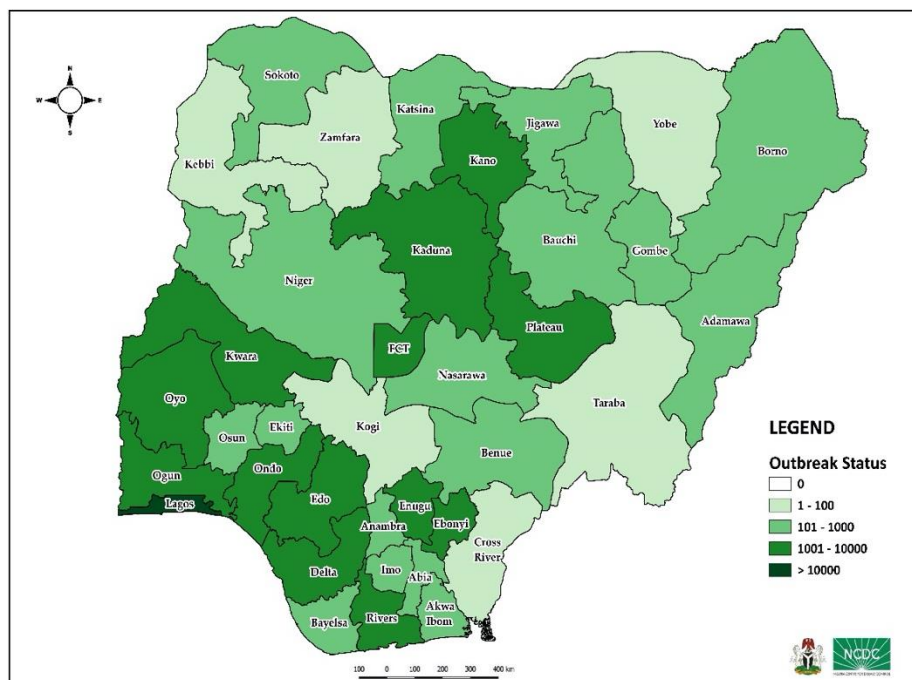 N
W E
S
Sokoto
Katsina
Jigawa
Yobe
Borno
Kebbi
Zamfara
Kano
Kaduna
Bauchi
Gombe
Niger
Adamawa
Plateau
FCT
Kwara
Nasarawa
Taraba
Oyo
Kogi
Osun
Ekiti
Benue
Ogun
Ondo
Edo
Lagos
Enugu
Anambra
Ebonyi
Cross
River
Delta
Imo
Abia
Bayelsa
Rivers
Akwa
Ibom
LEGEND
Outbreak Status
0
1 - 100
101 - 1000
1001 - 10000
> 10000
100 0 100 200 300 400 km
NCDC